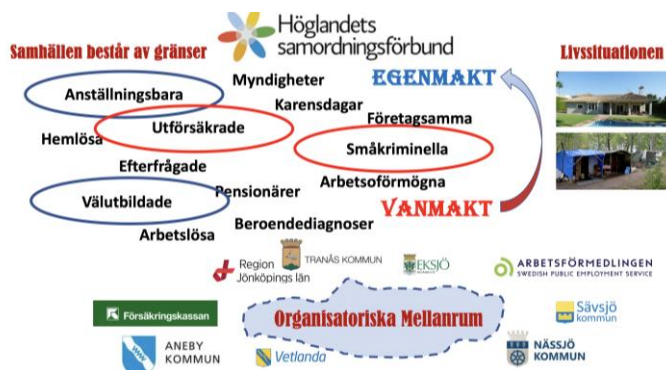 Höglandets
samordningsförbund
Samhällen består av gränser
Livssituationen
Myndigheter
EGENMAKT
Anställningsbara
Karensdagar
Företagsamma
Utförsäkrade
Hemlösa
Småkriminella
Efterfrågade
Arbetsoförmögna
Pensionärer
Välutbildade
VANMAKT
Beroendediagnoser
Arbetslösa
Region
Jönköpings län
TRANÅS KOMMUN
EKSJÖ
ARBETSFÖRMEDLINGEN
SWEDISH PUBLIC EMPLOYMENT SERVICE
Försäkringskassan
Organisatoriska Mellanrum
Sävsjö
kommun
ANEBY
KOMMUN
Vetlanda
NÄSSJÖ
KOMMUN